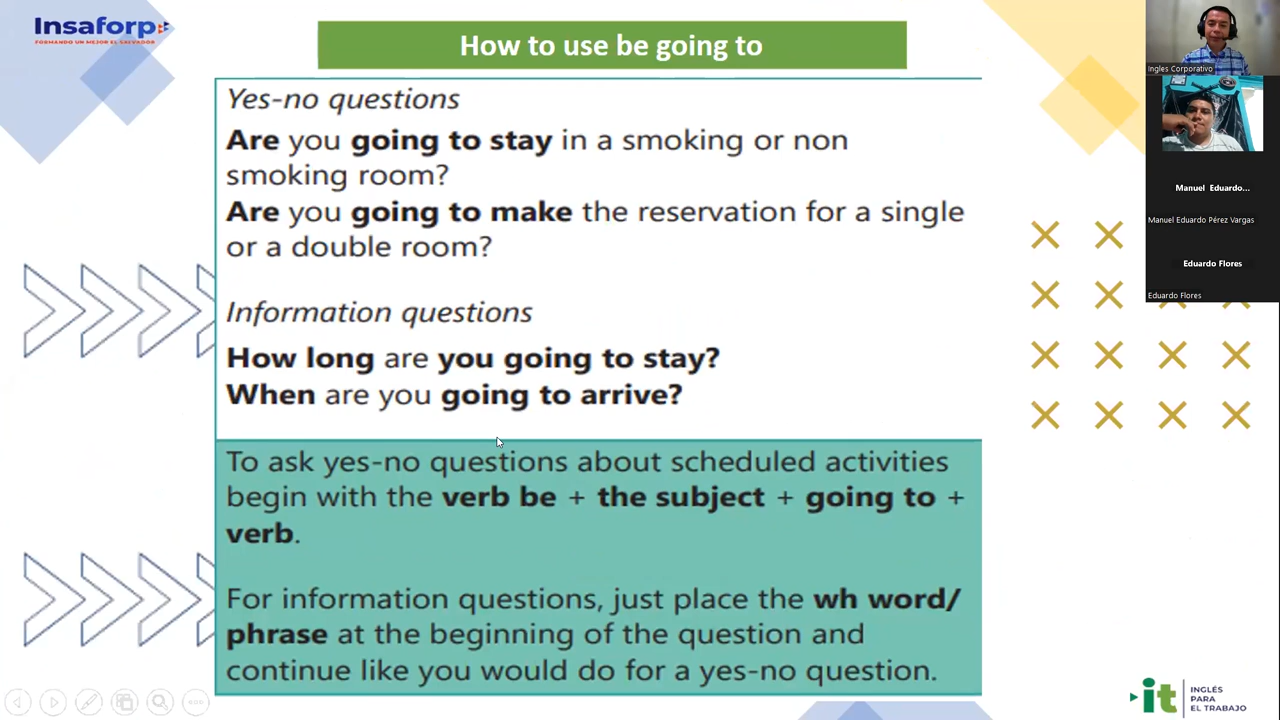 Insaforp
FORMANDO UN MEJOR EL SALVADOR
How to use be going to
Yes-no questions
Are you going to stay in a smoking or non
smoking room?
Are you going to make the reservation for a single
or a double room?
Information questions
How long are you going to stay?
When are you going to arrive?
To ask yes-no questions about scheduled activities
begin with the verb be + the subject + going to +
verb.
For information questions, just place the wh word/
phrase at the beginning of the question and
continue like you would do for a yes-no question.
Ingles Corporativo
Manuel Eduardo...
Manuel Eduardo Pérez Vargas
Eduardo Flores
Eduardo Flores
it
INGLÉS
PARA
EL TRABAJO